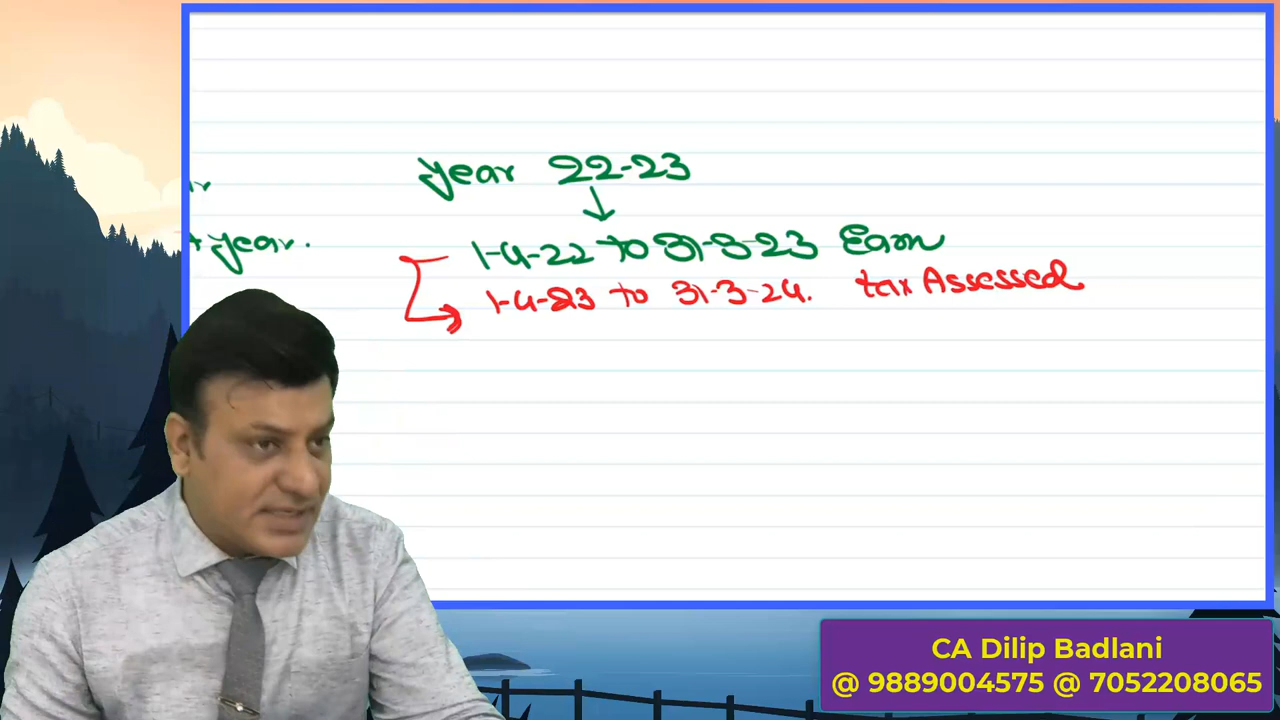 year 22-23
year.
1-4-22 to 31-3-23 Earn
1-4-23 to 31-3-24. tax Assessed
CA Dilip Badlani
@ 9889004575 @ 7052208065